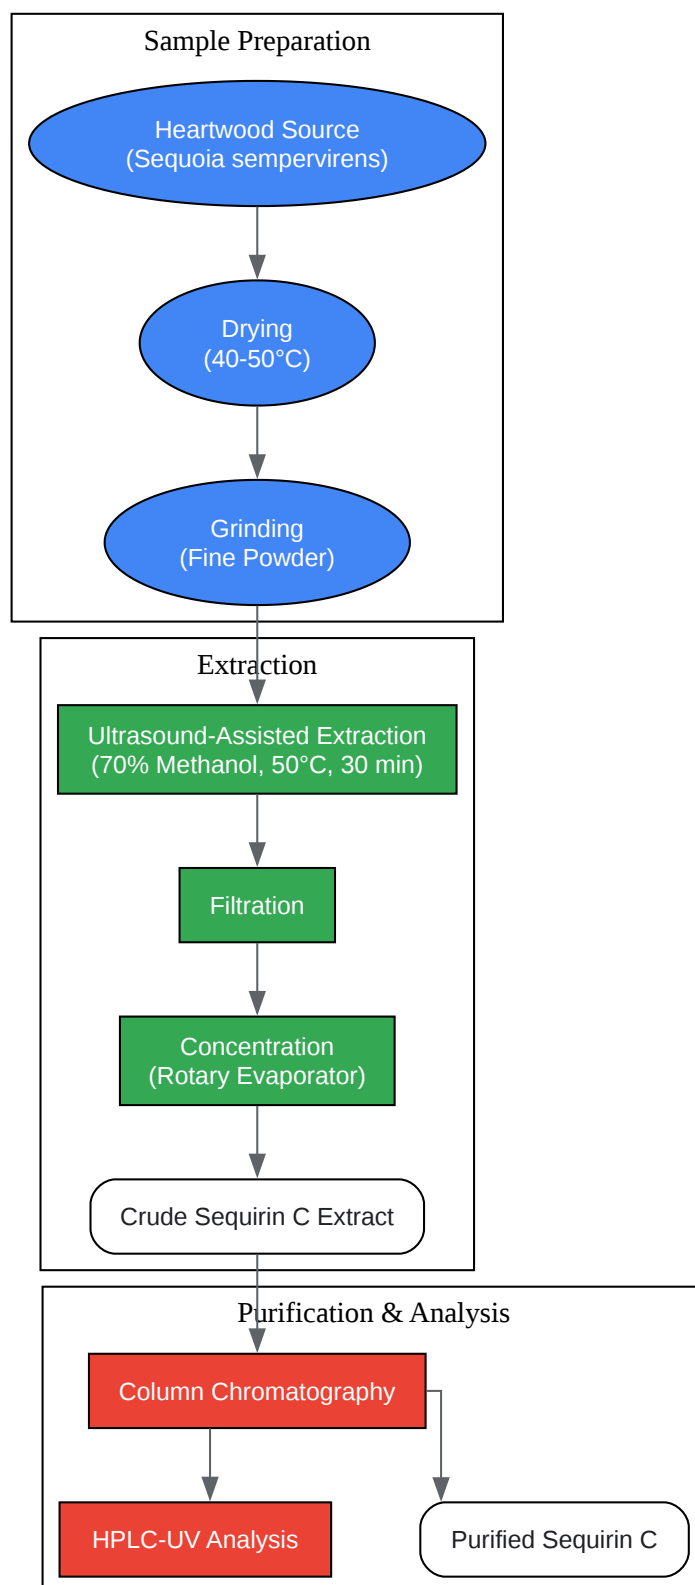 Sample Preparation
Heartwood Source
(Sequoia sempervirens)
Drying
(40-50°C)
Grinding
(Fine Powder)
Extraction
Ultrasound-Assisted Extraction
(70% Methanol, 50°C, 30 min)
Filtration
Concentration
(Rotary Evaporator)
Crude Sequirin C Extract
Purification & Analysis
Column Chromatography
HPLC-UV Analysis
Purified Sequirin C